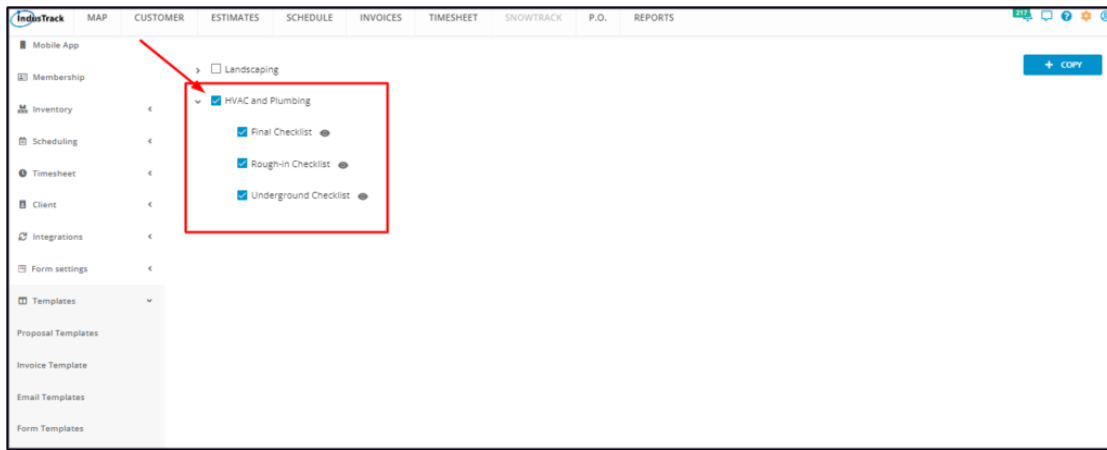 IndusTrack MAP CUSTOMER ESTIMATES SCHEDULE INVOICES TIMESHEET SNOWTRACK P.O. REPORTS 217
Mobile App
Landscaping
+ COPY
Membership
HVAC and Plumbing
Inventory
Final Checklist
Scheduling
Rough-in Checklist
Timesheet
Underground Checklist
Client
Integrations
Form settings
Templates
Proposal Templates
Invoice Template
Email Templates
Form Templates